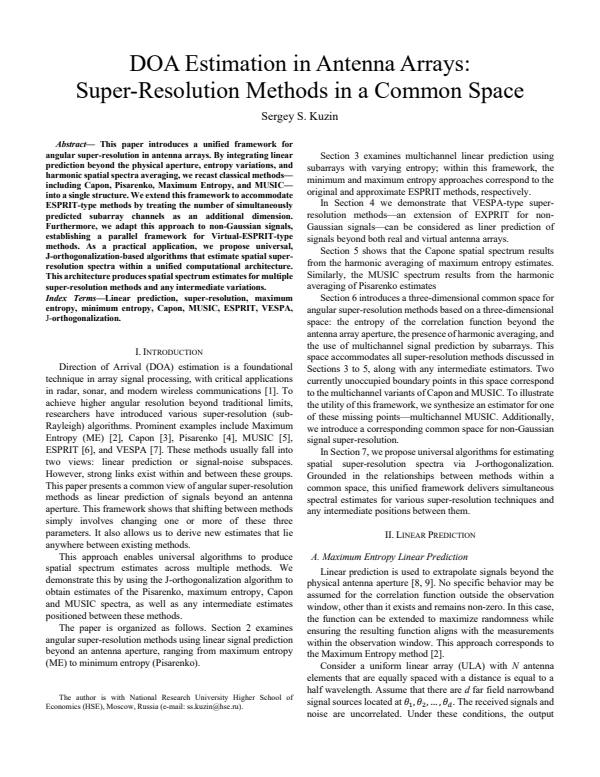 DOA Estimation in Antenna Arrays:
Super-Resolution Methods in a Common Space
Sergey S. Kuzin
Abstract— This paper introduces a unified framework for
angular super-resolution in antenna arrays. By integrating linear
prediction beyond the physical aperture, entropy variations, and
harmonic spatial spectra averaging, we recast classical methods—
including Capon, Pisarenko, Maximum Entropy, and MUSIC—
into a single structure. We extend this framework to accommodate
ESPRIT-type methods by treating the number of simultaneously
predicted subarray channels as an additional dimension.
Furthermore, we adapt this approach to non-Gaussian signals,
establishing a parallel framework for Virtual-ESPRIT-type
methods. As a practical application, we propose universal,
J-orthogonalization-based algorithms that estimate spatial super-
resolution spectra within a unified computational architecture.
This architecture produces spatial spectrum estimates for multiple
super-resolution methods and any intermediate variations.
Index Terms—Linear prediction, super-resolution, maximum
entropy, minimum entropy, Capon, MUSIC, ESPRIT, VESPA,
J-orthogonalization.
I. INTRODUCTION
Direction of Arrival (DOA) estimation is a foundational
technique in array signal processing, with critical applications
in radar, sonar, and modern wireless communications [1]. To
achieve higher angular resolution beyond traditional limits,
researchers have introduced various super-resolution (sub-
Rayleigh) algorithms. Prominent examples include Maximum
Entropy (ME) [2], Capon [3], Pisarenko [4], MUSIC [5],
ESPRIT [6], and VESPA [7]. These methods usually fall into
two views: linear prediction or signal-noise subspaces.
However, strong links exist within and between these groups.
This paper presents a common view of angular super-resolution
methods as linear prediction of signals beyond an antenna
aperture. This framework shows that shifting between methods
simply involves changing one or more of these three
parameters. It also allows us to derive new estimates that lie
anywhere between existing methods.
This approach enables universal algorithms to produce
spatial spectrum estimates across multiple methods. We
demonstrate this by using the J-orthogonalization algorithm to
obtain estimates of the Pisarenko, maximum entropy, Capon
and MUSIC spectra, as well as any intermediate estimates
positioned between these methods.
The paper is organized as follows. Section 2 examines
angular super-resolution methods using linear signal prediction
beyond an antenna aperture, ranging from maximum entropy
(ME) to minimum entropy (Pisarenko).
The author is with National Research University Higher School of
Economics (HSE), Moscow, Russia (e-mail: ss.kuzin@hse.ru).
Section 3 examines multichannel linear prediction using
subarrays with varying entropy; within this framework, the
minimum and maximum entropy approaches correspond to the
original and approximate ESPRIT methods, respectively.
In Section 4 we demonstrate that VESPA-type super-
resolution methods—an extension of EXPRIT for non-
Gaussian signals—can be considered as liner prediction of
signals beyond both real and virtual antenna arrays.
Section 5 shows that the Capone spatial spectrum results
from the harmonic averaging of maximum entropy estimates.
Similarly, the MUSIC spectrum results from the harmonic
averaging of Pisarenko estimates
Section 6 introduces a three-dimensional common space for
angular super-resolution methods based on a three-dimensional
space: the entropy of the correlation function beyond the
antenna array aperture, the presence of harmonic averaging, and
the use of multichannel signal prediction by subarrays. This
space accommodates all super-resolution methods discussed in
Sections 3 to 5, along with any intermediate estimators. Two
currently unoccupied boundary points in this space correspond
to the multichannel variants of Capon and MUSIC. To illustrate
the utility of this framework, we synthesize an estimator for one
of these missing points—multichannel MUSIC. Additionally,
we introduce a corresponding common space for non-Gaussian
signal super-resolution.
In Section 7, we propose universal algorithms for estimating
spatial super-resolution spectra via J-orthogonalization.
Grounded in the relationships between methods within a
common space, this unified framework delivers simultaneous
spectral estimates for various super-resolution techniques and
any intermediate positions between them.
II. LINEAR PREDICTION
A. Maximum Entropy Linear Prediction
Linear prediction is used to extrapolate signals beyond the
physical antenna aperture [8, 9]. No specific behavior may be
assumed for the correlation function outside the observation
window, other than it exists and remains non-zero. In this case,
the function can be extended to maximize randomness while
ensuring the resulting function aligns with the measurements
within the observation window. This approach corresponds to
the Maximum Entropy method [2].
Consider a uniform linear array (ULA) with N antenna
elements that are equally spaced with a distance is equal to a
half wavelength. Assume that there are d far field narrowband
signal sources located at θ₁, θ₂, ..., θ_d. The received signals and
noise are uncorrelated. Under these conditions, the output